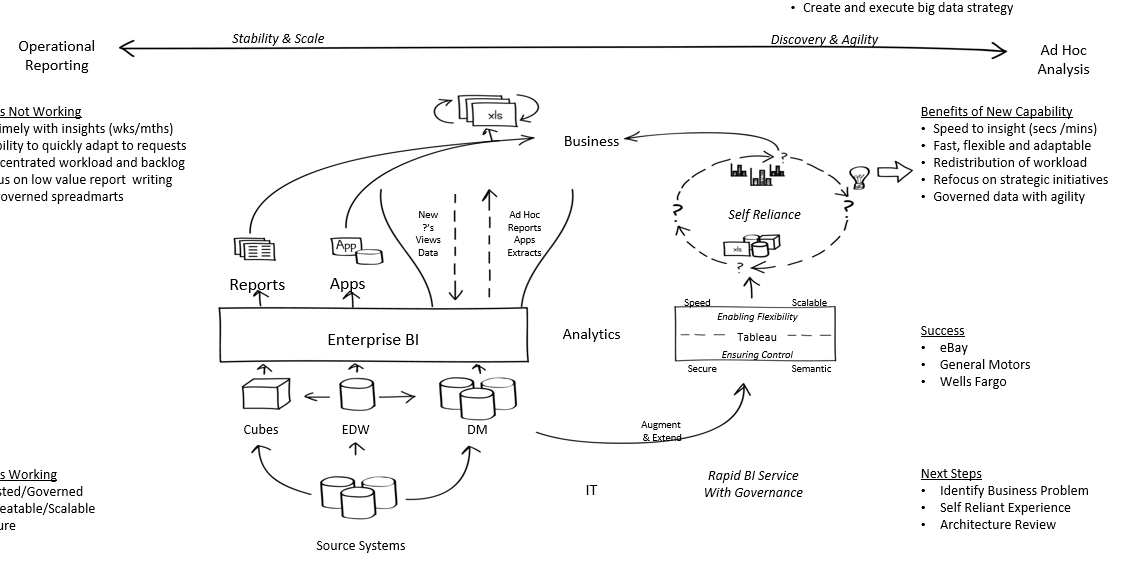 • Create and execute big data strategy
Stability & Scale
Discovery & Agility
Operational
Reporting
Ad Hoc
Analysis
s Not Working
imely with insights (wks/mths)
bility to quickly adapt to requests
centrated workload and backlog
us on low value report writing
governed spreadmarts
xls
Business
Benefits of New Capability
• Speed to insight (secs /mins)
• Fast, flexible and adaptable
• Redistribution of workload
• Refocus on strategic initiatives
• Governed data with agility
?
?
?
?
Self Reliance
xls
New
?'s
Views
Data
Ad Hoc
Reports
Apps
Extracts
App
Reports
Apps
Enterprise BI
Analytics
Speed
Scalable
Enabling Flexibility
Tableau
Ensuring Control
Secure
Semantic
Success
• eBay
• General Motors
• Wells Fargo
Cubes
EDW
DM
Augment
& Extend
s Working
sted/Governed
eatable/Scalable
ure
IT
Rapid BI Service
With Governance
Next Steps
• Identify Business Problem
• Self Reliant Experience
• Architecture Review
Source Systems